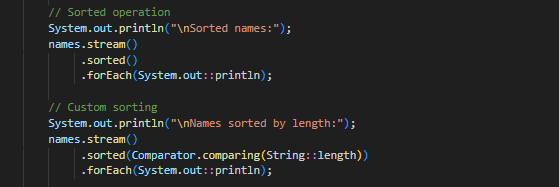 // Sorted operation
System.out.println("\nSorted names:");
names.stream()
.sorted()
.forEach(System.out::println);
// Custom sorting
System.out.println("\nNames sorted by length:");
names.stream()
.sorted(Comparator.comparing(String::length))
.forEach(System.out::println);